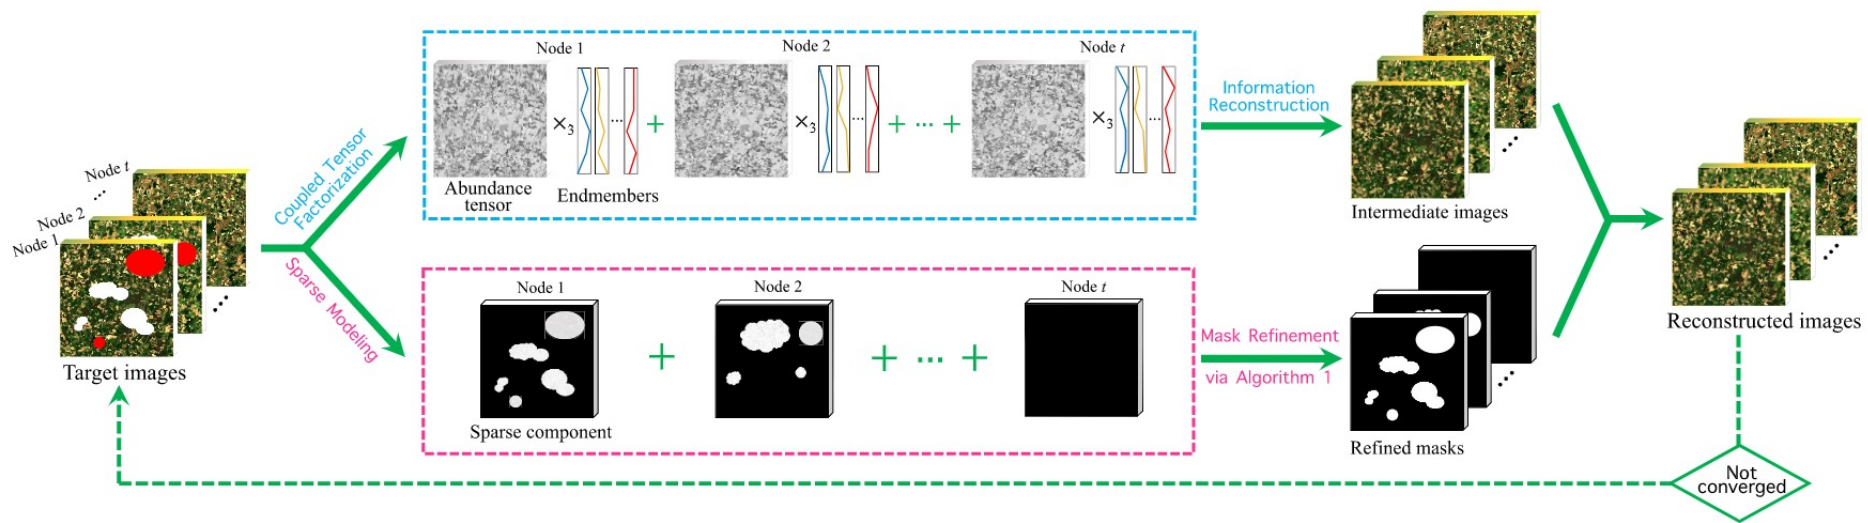 Node t
...
Node 2
Node 1
Target images
Coupled Tensor
Factorization
Sparse Modeling
Node 1
Node 2
Node t
×3
...
+
×3
...
+ ... +
×3
...
Abundance
tensor
Endmembers
Information
Reconstruction
Intermediate images
Node 1
Node 2
Node t
+
+ ... +
Sparse component
Mask Refinement
via Algorithm 1
Refined masks
Reconstructed images
Not
converged